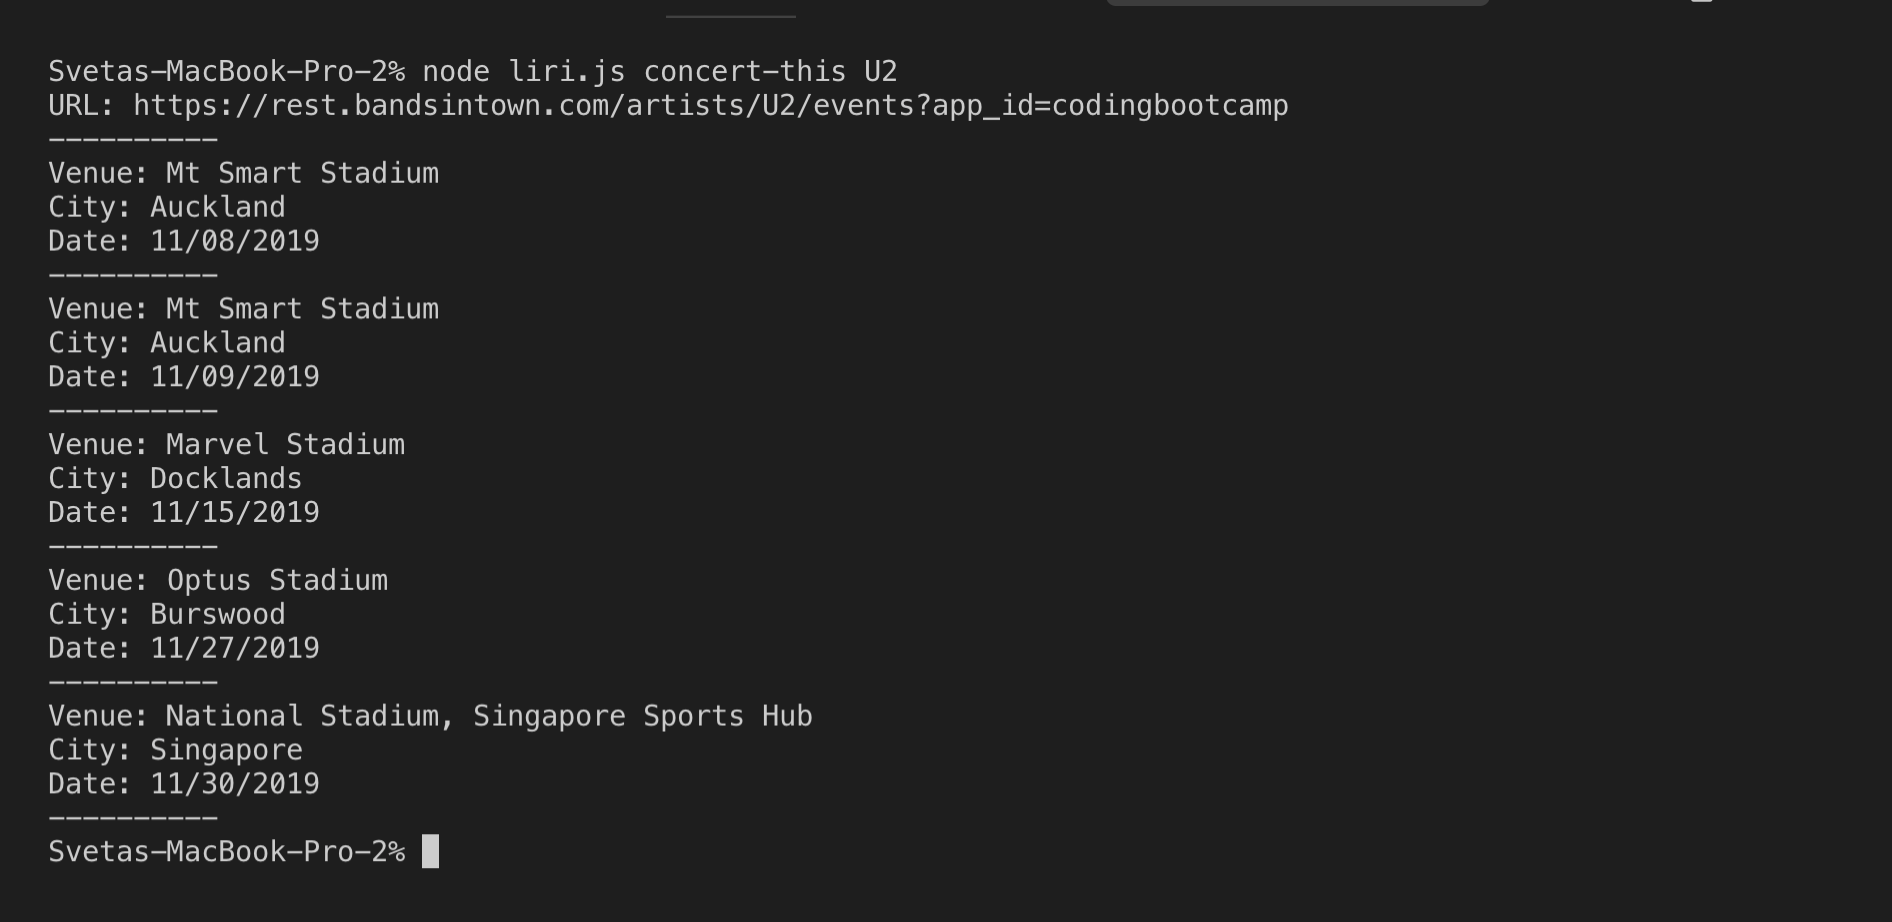 Svetas-MacBook-Pro-2% node liri.js concert-this U2
URL: https://rest.bandsintown.com/artists/U2/events?app_id=codingbootcamp
----------
Venue: Mt Smart Stadium
City: Auckland
Date: 11/08/2019
----------
Venue: Mt Smart Stadium
City: Auckland
Date: 11/09/2019
----------
Venue: Marvel Stadium
City: Docklands
Date: 11/15/2019
----------
Venue: Optus Stadium
City: Burswood
Date: 11/27/2019
----------
Venue: National Stadium, Singapore Sports Hub
City: Singapore
Date: 11/30/2019
----------
Svetas-MacBook-Pro-2%